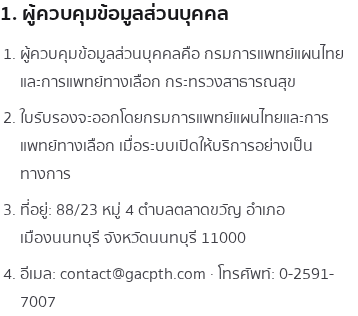 1. ผู้ควบคุมข้อมูลส่วนบุคคล
1. ผู้ควบคุมข้อมูลส่วนบุคคลคือ กรมการแพทย์แผนไทย
และการแพทย์ทางเลือก กระทรวงสาธารณสุข
2. ใบรับรองจะออกโดยกรมการแพทย์แผนไทยและการ
แพทย์ทางเลือก เมื่อระบบเปิดให้บริการอย่างเป็น
ทางการ
3. ที่อยู่: 88/23 หมู่ 4 ตำบลตลาดขวัญ อำเภอ
เมืองนนทบุรี จังหวัดนนทบุรี 11000
4. อีเมล: contact@gacpth.com · โทรศัพท์: 0-2591-
7007